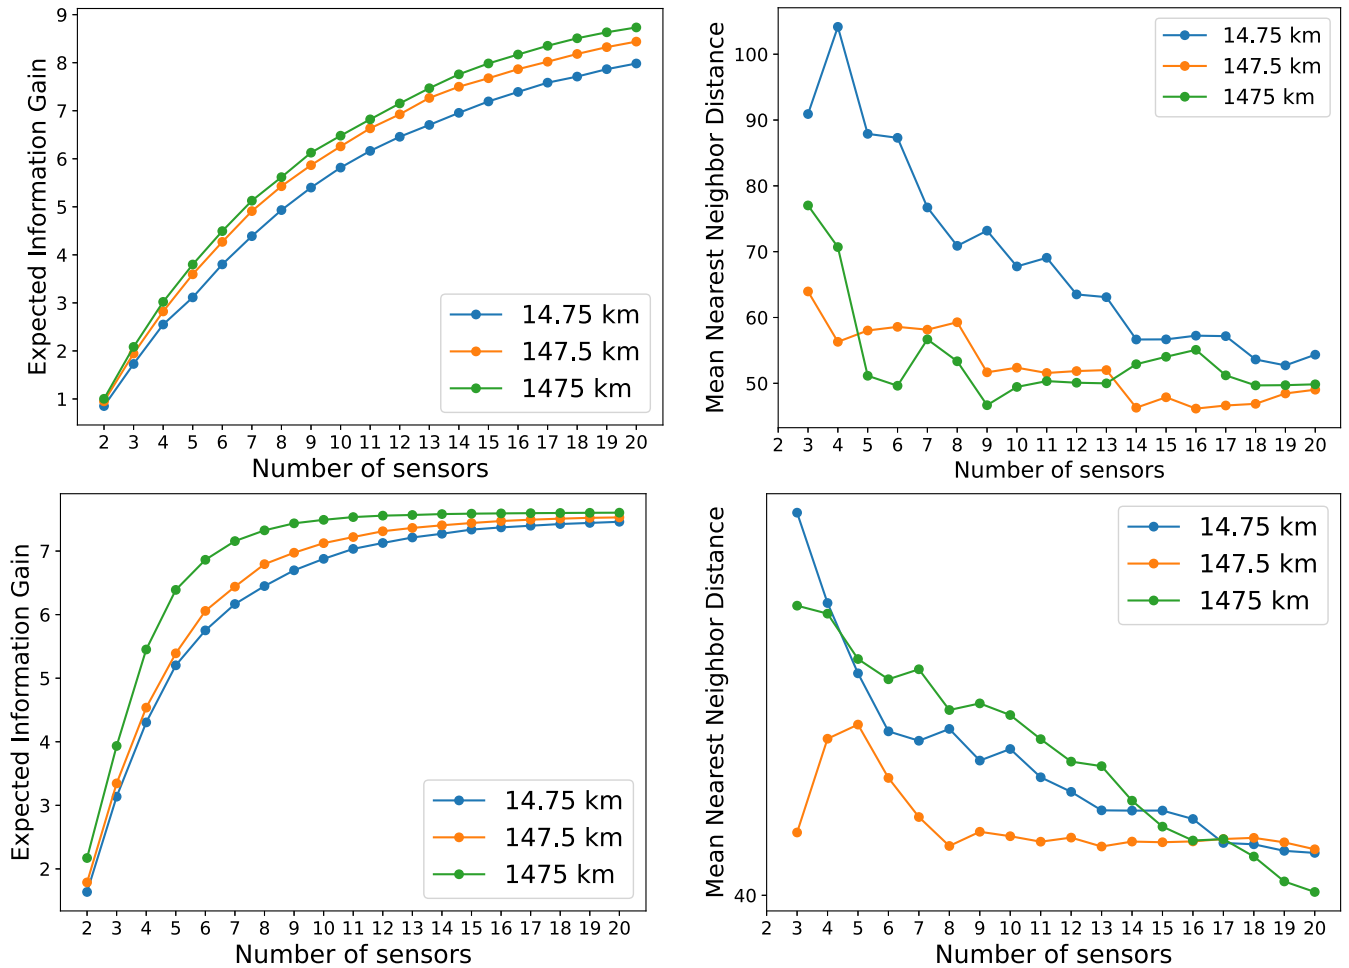 Expected Information Gain
9
8
7
6
5
4
3
2
1
14.75 km
147.5 km
1475 km
2 3 4 5 6 7 8 9 10 11 12 13 14 15 16 17 18 19 20
Number of sensors
Mean Nearest Neighbor Distance
100
90
80
70
60
50
14.75 km
147.5 km
1475 km
2 3 4 5 6 7 8 9 10 11 12 13 14 15 16 17 18 19 20
Number of sensors
Expected Information Gain
7
6
5
4
3
2
14.75 km
147.5 km
1475 km
2 3 4 5 6 7 8 9 10 11 12 13 14 15 16 17 18 19 20
Number of sensors
Mean Nearest Neighbor Distance
40
14.75 km
147.5 km
1475 km
2 3 4 5 6 7 8 9 10 11 12 13 14 15 16 17 18 19 20
Number of sensors